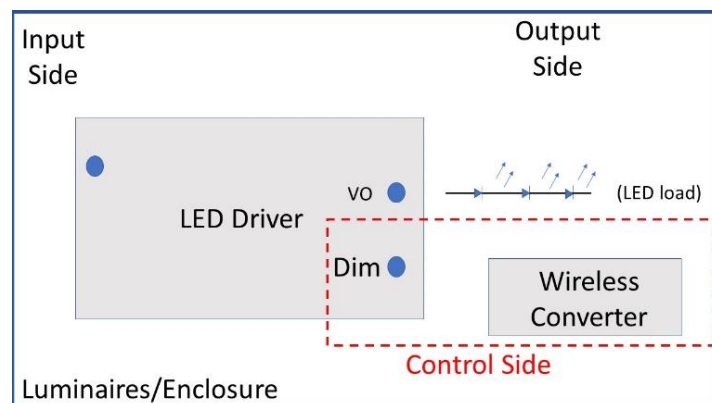 Input
Side
Output
Side
VO
(LED load)
LED Driver
Dim
Wireless
Converter
Control Side
Luminaires/Enclosure